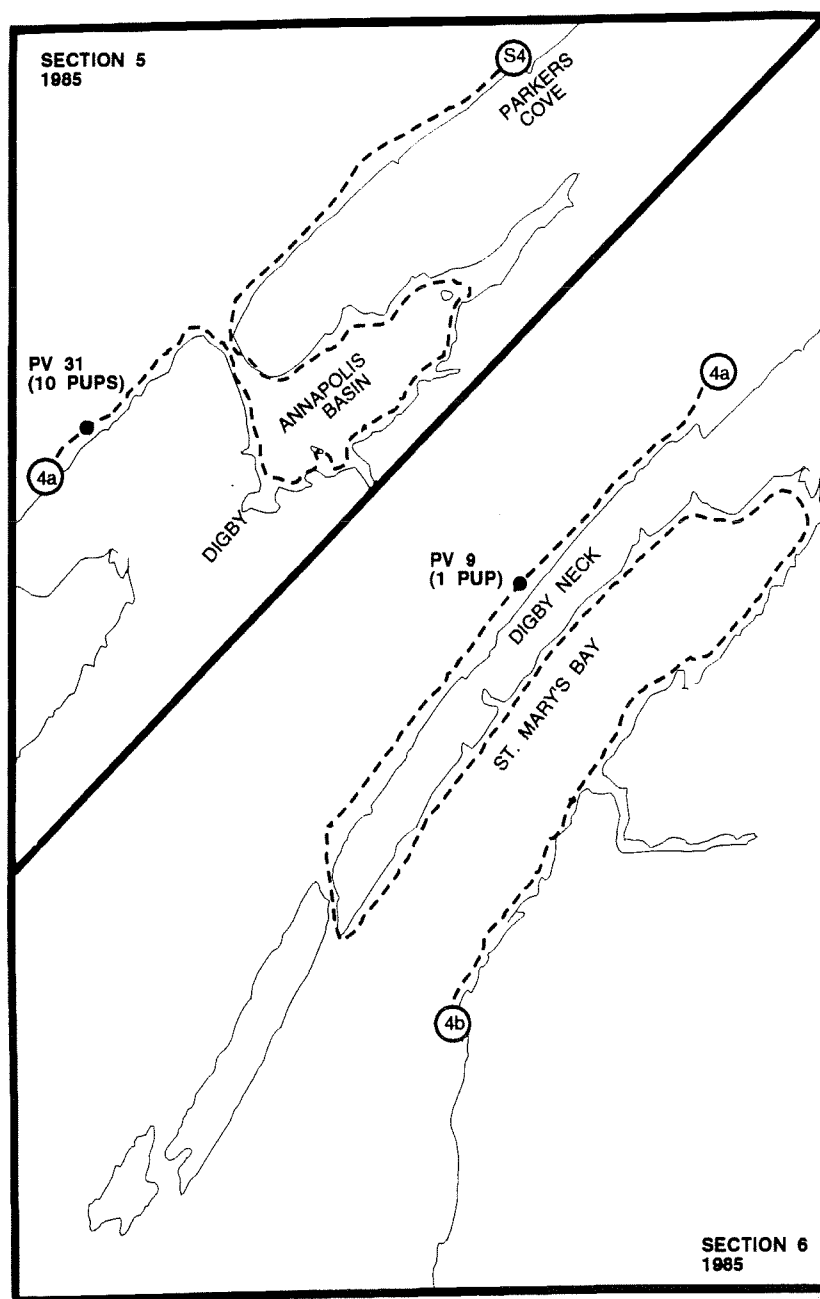 SECTION 5
1985
S4
PARKERS
COVE
PV 31
(10 PUPS)
ANNAPOLIS
BASIN
4a
DIGBY
4a
PV 9
(1 PUP)
DIGBY NECK
ST. MARY'S BAY
4b
SECTION 6
1985